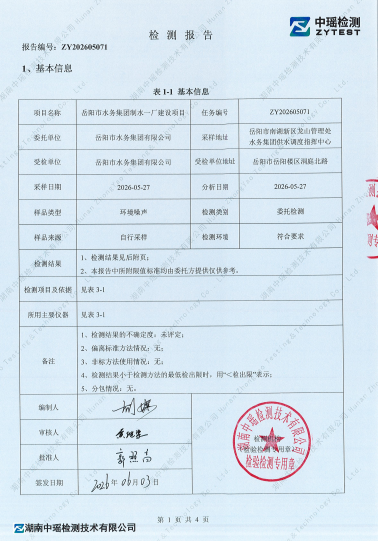 检 测 报 告
中瑶检测
ZYTEST
报告编号：ZY202605071
1、基本信息
表 1-1 基本信息
项目名称 岳阳市水务集团制水一厂建设项目 任务编号 ZY202605071
委托单位 岳阳市水务集团有限公司 采样地址 岳阳市南湖新区龙山管理处
水务集团供水调度指挥中心
受检单位 岳阳市水务集团有限公司 受检单位地址 岳阳市岳阳楼区洞庭北路
采样日期 2026-05-27 分析日期 2026-05-27
样品类型 环境噪声 检测类别 委托检测
样品来源 自行采样 检测环境 符合要求
检测结果 1、检测结果见后附页；
2、本报告中所附限值标准均由委托方提供仅供参考。
检测项目及依据 见表 3-1
所用主要仪器 见表 3-1
备注 1、检测结果的不确定度：未评定；
2、偏离标准方法情况：无；
3、非标方法使用情况：无；
4、检测结果小于检测方法的最低检出限时，用“＜检出限”表示；
5、分包情况：无。
编制人
审核人
批准人
签发日期 2026 年 06 月 03 日
湖南中瑶检测技术有限公司
检测机构
（检验检测专用章）
检验检测专用章
第 1 页 共 4 页
湖南中瑶检测技术有限公司